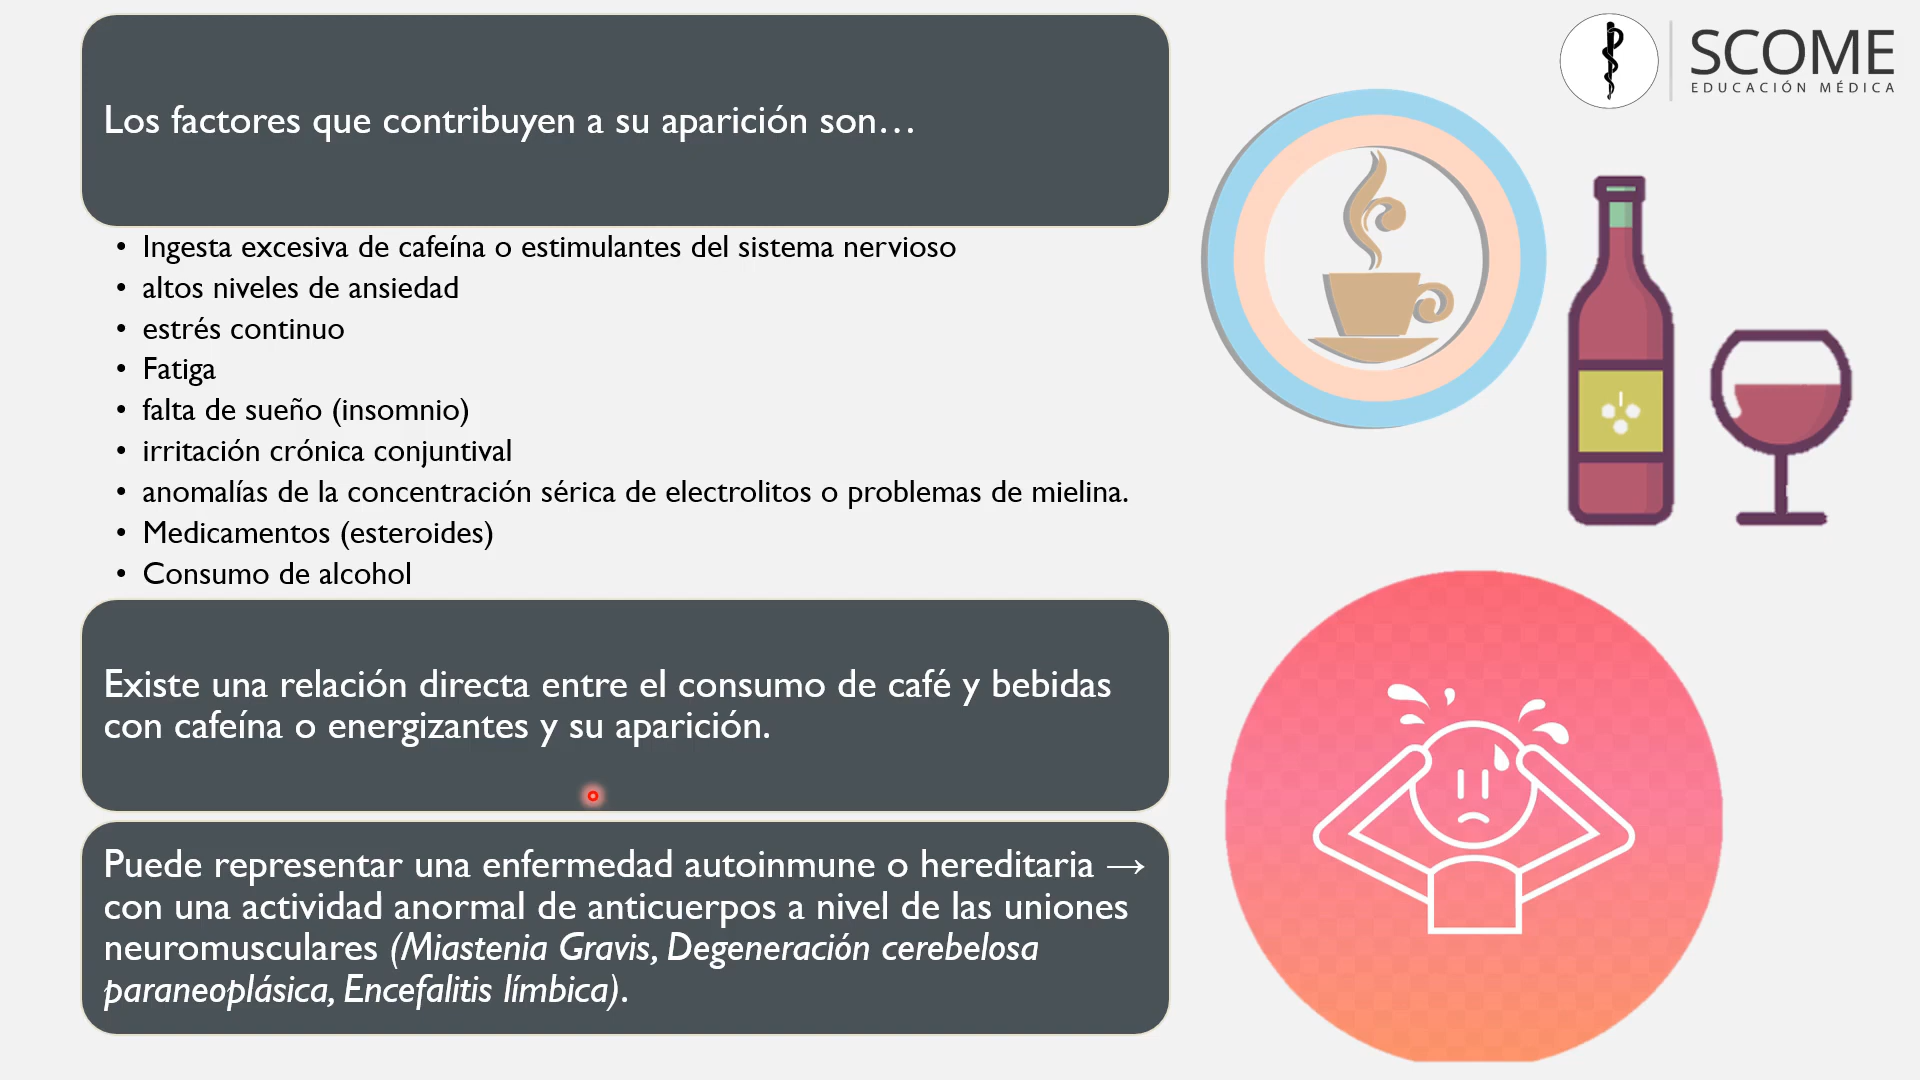 SCOME
EDUCACIÓN MÉDICA
Los factores que contribuyen a su aparición son…
• Ingesta excesiva de cafeína o estimulantes del sistema nervioso
• altos niveles de ansiedad
• estrés continuo
• Fatiga
• falta de sueño (insomnio)
• irritación crónica conjuntival
• anomalías de la concentración sérica de electrolitos o problemas de mielina.
• Medicamentos (esteroides)
• Consumo de alcohol
Existe una relación directa entre el consumo de café y bebidas
con cafeína o energizantes y su aparición.
Puede representar una enfermedad autoinmune o hereditaria →
con una actividad anormal de anticuerpos a nivel de las uniones
neuromusculares (Miastenia Gravis, Degeneración cerebelosa
paraneoplásica, Encefalitis límbica).